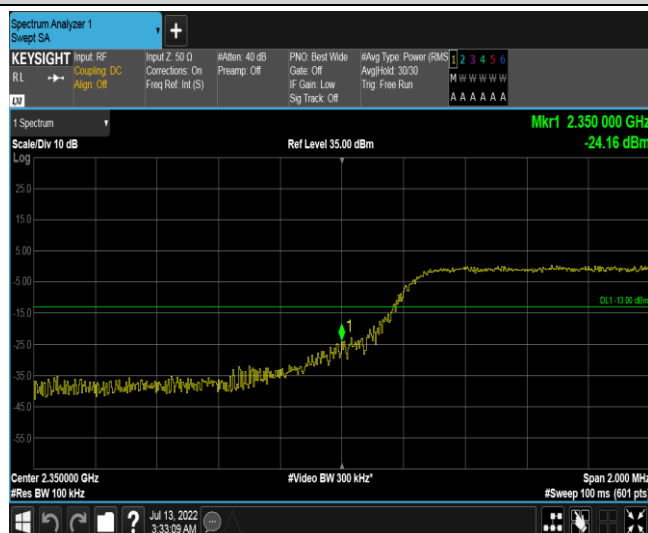 Spectrum Analyzer 1
Swept SA
+
KEYSIGHT Input: RF Input Z: 50 Ω #Atten: 40 dB PNO: Best Wide #Avg Type: Power (RMS 1 2 3 4 5 6
RL Coupling: DC Corrections: On Preamp: Off Gate: Off Avg|Hold: 30/30 M W W W W W
Align: Off Freq Ref: Int (S) IF Gain: Low Trig: Free Run
Sig Track: Off A A A A A A
LXI
1 Spectrum Mkr1 2.350 000 GHz
Scale/Div 10 dB Ref Level 35.00 dBm -24.16 dBm
Log
25.0
15.0
5.00
-5.00
DL1 -13.00 dBm
-15.0
1
-25.0
-35.0
-45.0
-55.0
Center 2.350000 GHz #Video BW 300 kHz* Span 2.000 MHz
#Res BW 100 kHz #Sweep 100 ms (601 pts)
? Jul 13, 2022
3:33:09 AM